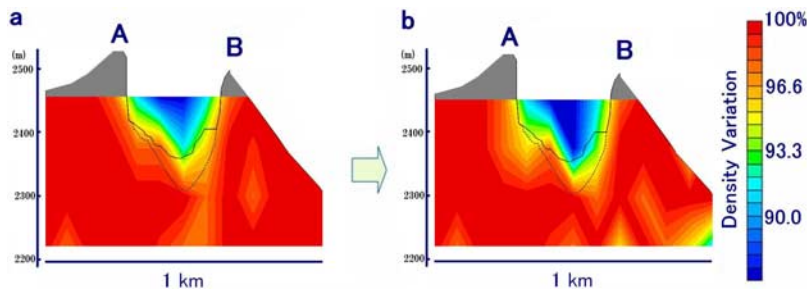 a
A
B
(m)
2500
2400
2300
2200
1 km
b
A
B
(m)
2500
2400
2300
2200
1 km
100%
96.6
93.3
90.0
Density Variation